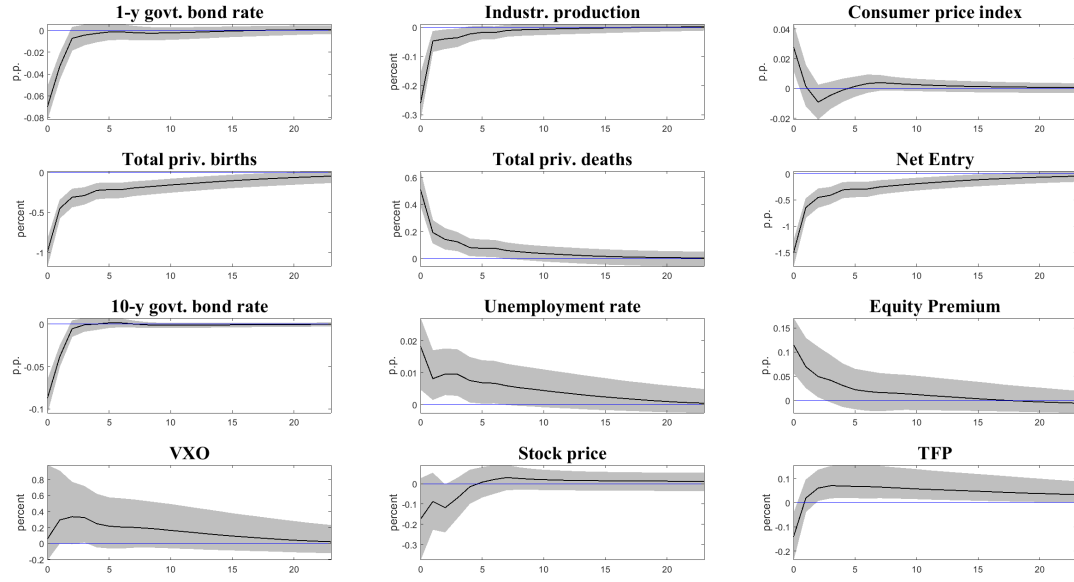 1-y govt. bond rate
p.p.
0
-0.02
-0.04
-0.06
-0.08
0 5 10 15 20
Industr. production
percent
0
-0.1
-0.2
-0.3
0 5 10 15 20
Consumer price index
p.p.
0.04
0.02
0
-0.02
0 5 10 15 20
Total priv. births
percent
0
-0.5
-1
0 5 10 15 20
Total priv. deaths
percent
0.6
0.4
0.2
0
0 5 10 15 20
Net Entry
p.p.
0
-0.5
-1
-1.5
0 5 10 15 20
10-y govt. bond rate
p.p.
0
-0.05
-0.1
0 5 10 15 20
Unemployment rate
p.p.
0.02
0.01
0
0 5 10 15 20
Equity Premium
p.p.
0.15
0.1
0.05
0
0 5 10 15 20
VXO
percent
0.8
0.6
0.4
0.2
0
-0.2
0 5 10 15 20
Stock price
percent
0
-0.1
-0.2
-0.3
0 5 10 15 20
TFP
percent
0.1
0
-0.1
-0.2
0 5 10 15 20